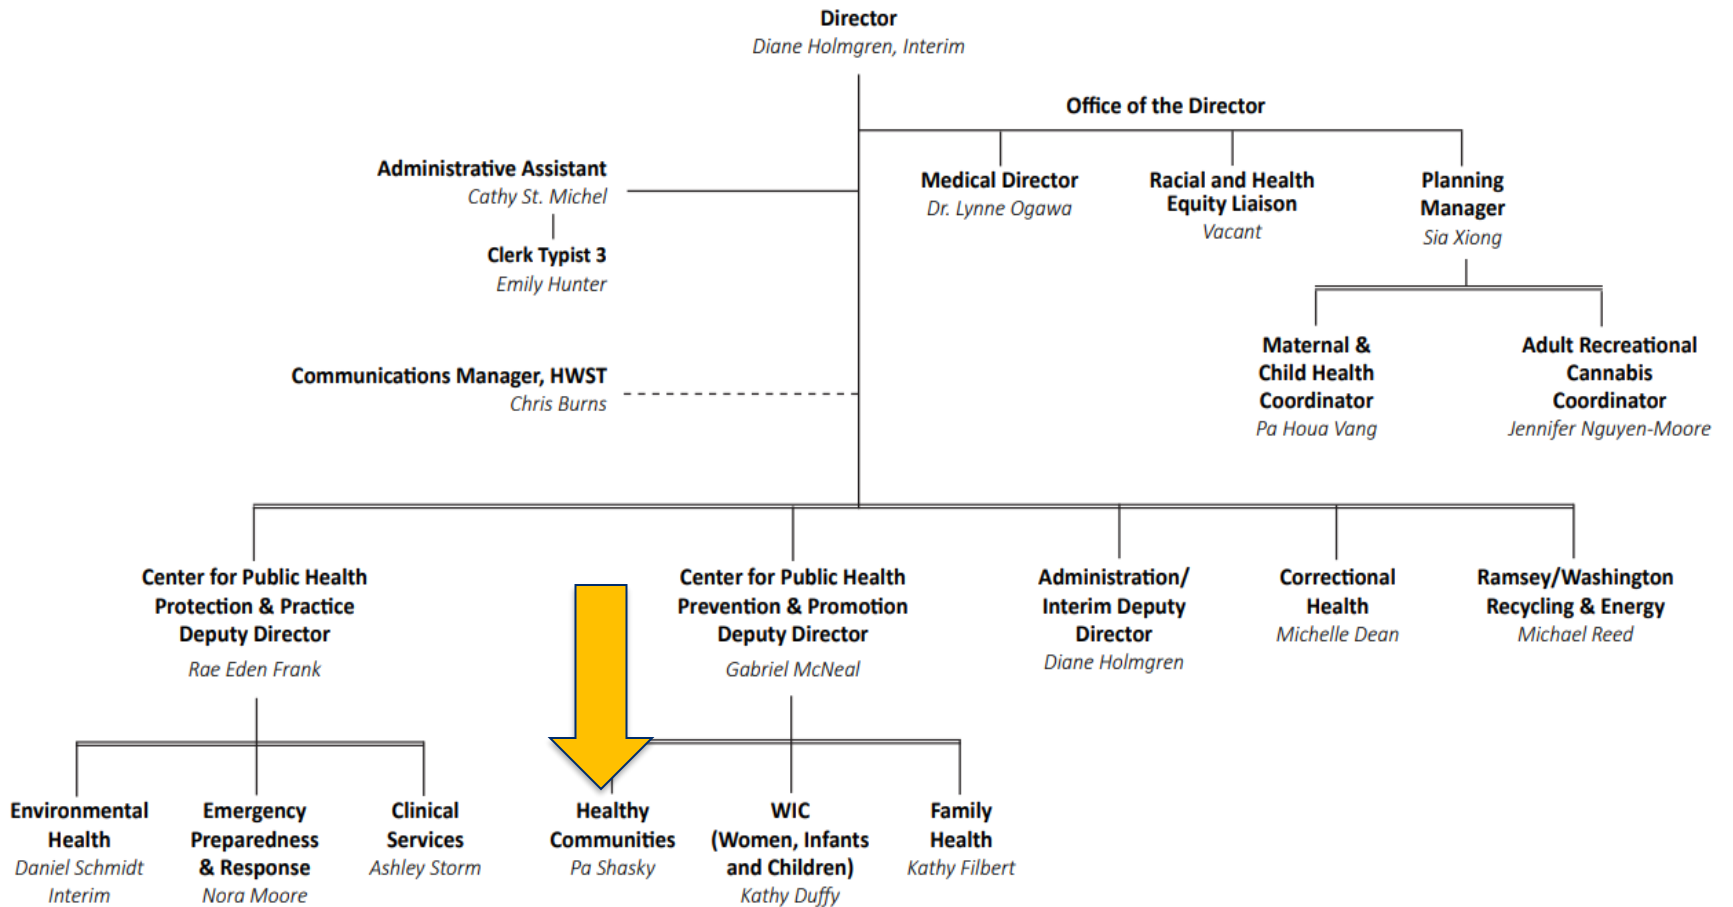 Director
Diane Holmgren, Interim
Office of the Director
Administrative Assistant
Cathy St. Michel
Clerk Typist 3
Emily Hunter
Medical Director
Dr. Lynne Ogawa
Racial and Health
Equity Liaison
Vacant
Planning
Manager
Sia Xiong
Maternal &
Child Health
Coordinator
Pa Houa Vang
Adult Recreational
Cannabis
Coordinator
Jennifer Nguyen-Moore
Communications Manager, HWST
Chris Burns
Center for Public Health
Protection & Practice
Deputy Director
Rae Eden Frank
Center for Public Health
Prevention & Promotion
Deputy Director
Gabriel McNeal
Administration/
Interim Deputy
Director
Diane Holmgren
Correctional
Health
Michelle Dean
Ramsey/Washington
Recycling & Energy
Michael Reed
Environmental
Health
Daniel Schmidt
Interim
Emergency
Preparedness
& Response
Nora Moore
Clinical
Services
Ashley Storm
Healthy
Communities
Pa Shasky
WIC
(Women, Infants
and Children)
Kathy Duffy
Family
Health
Kathy Filbert